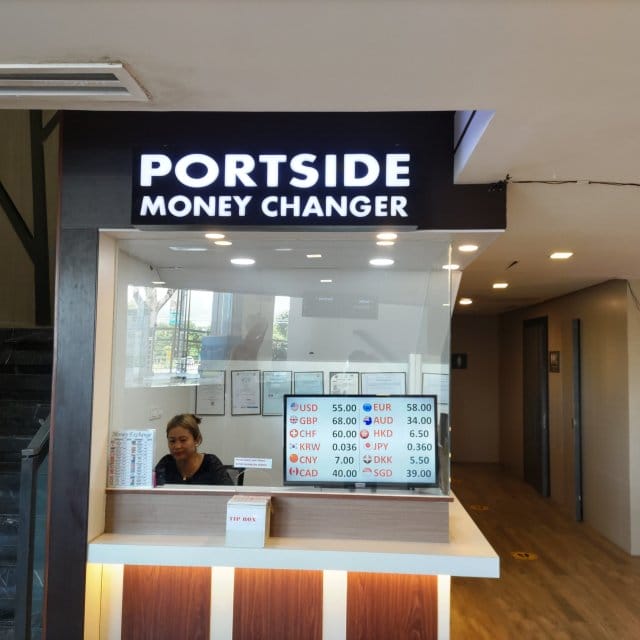 PORTSIDE
MONEY CHANGER
USD 55.00 EUR 58.00
GBP 68.00 AUD 34.00
CHF 60.00 HKD 6.50
KRW 0.036 JPY 0.360
CNY 7.00 DKK 5.50
CAD 40.00 SGD 39.00
Money Exchange
TIP BOX